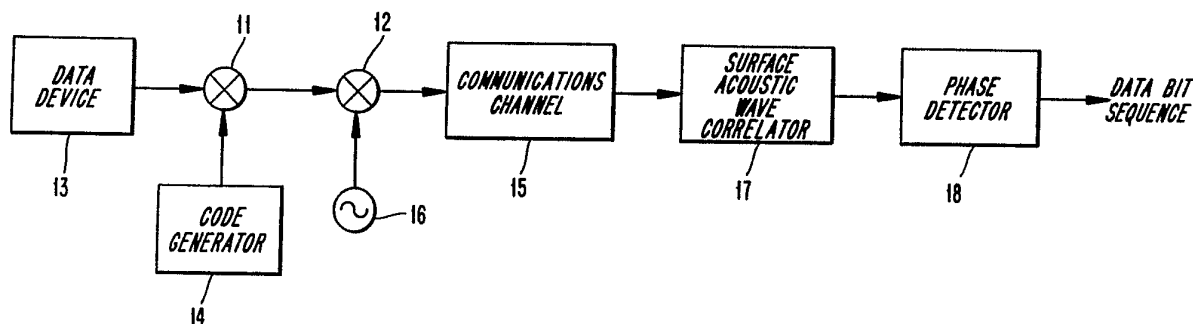 11
12
DATA
DEVICE
COMMUNICATIONS
CHANNEL
SURFACE
ACOUSTIC
WAVE
CORRELATOR
PHASE
DETECTOR
DATA BIT
SEQUENCE
13
15
17
18
16
CODE
GENERATOR
14